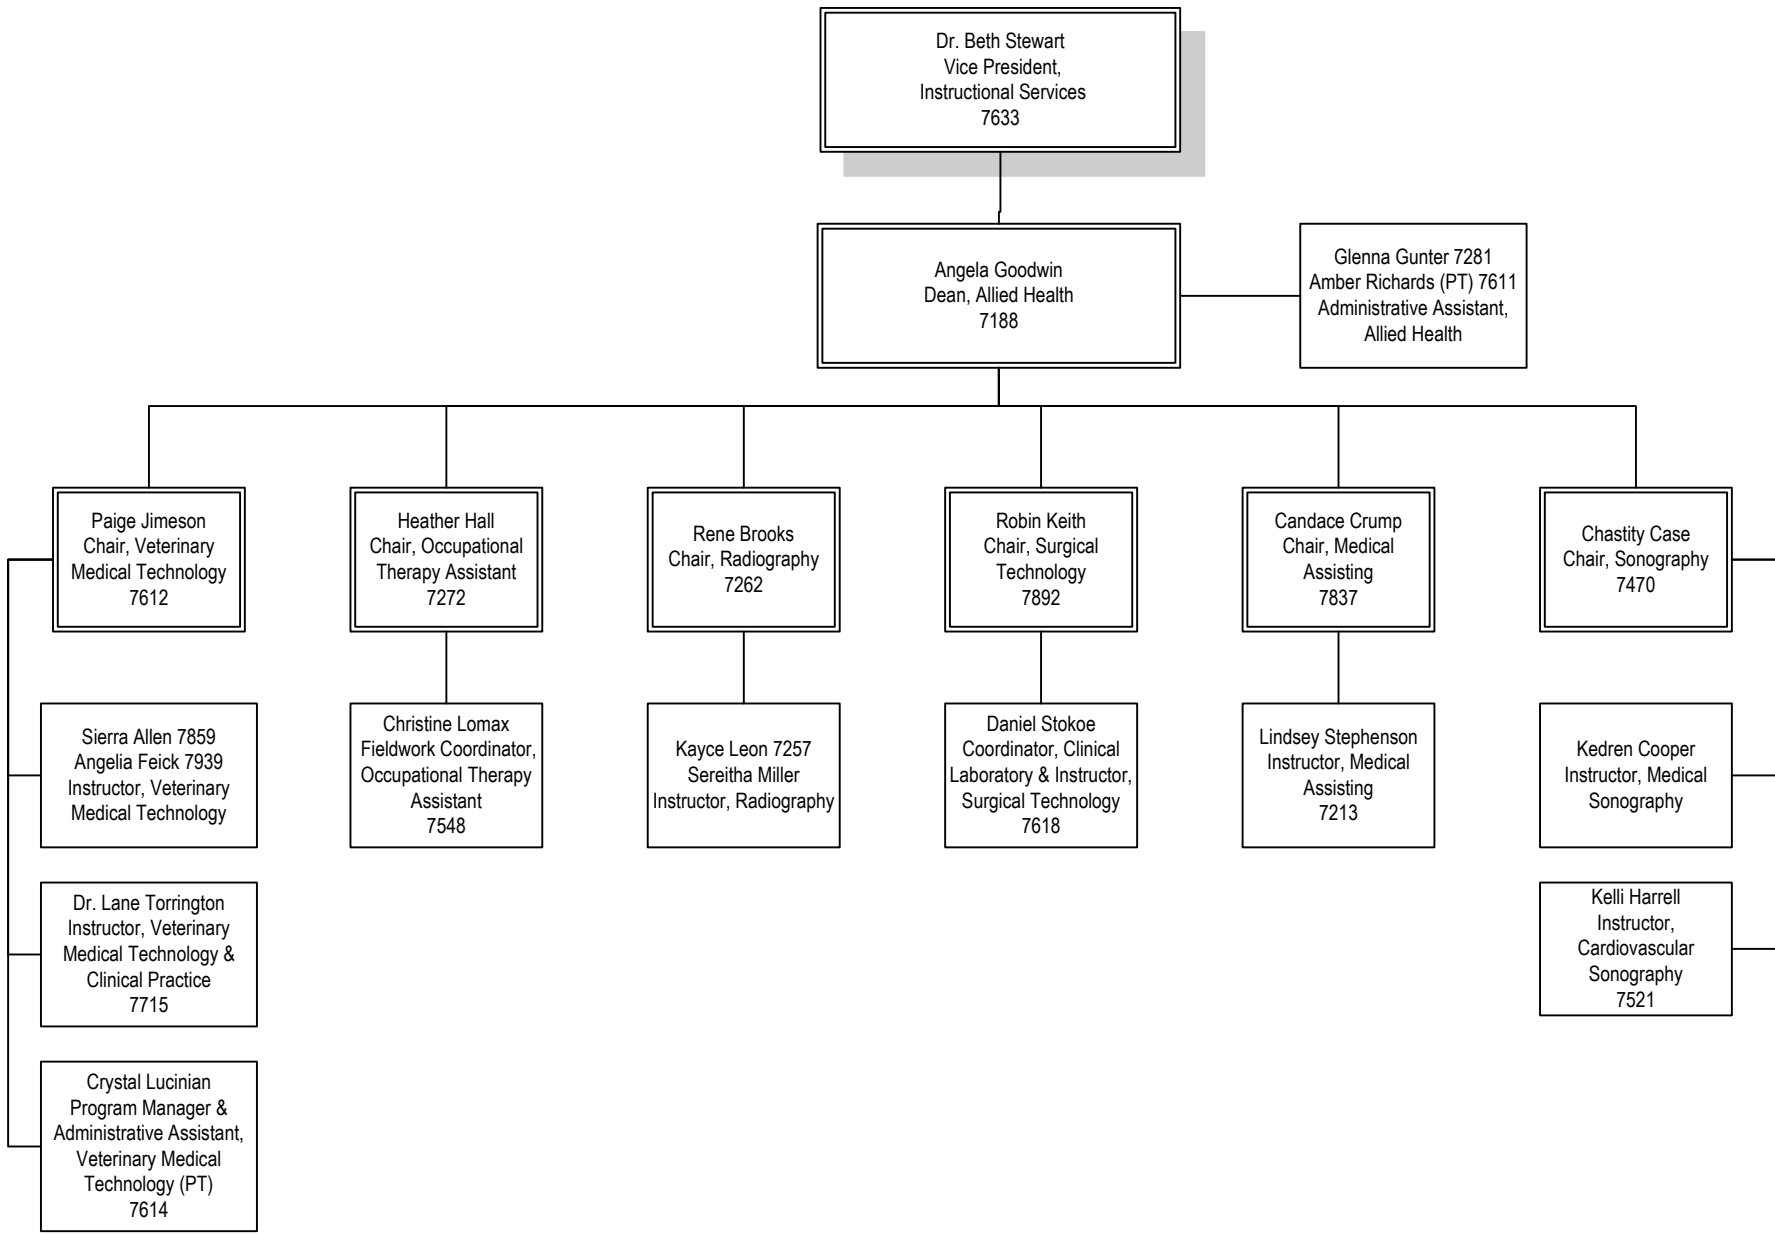 Dr. Beth Stewart
Vice President,
Instructional Services
7633
Angela Goodwin
Dean, Allied Health
7188
Glenna Gunter 7281
Amber Richards (PT) 7611
Administrative Assistant,
Allied Health
Paige Jimeson
Chair, Veterinary
Medical Technology
7612
Heather Hall
Chair, Occupational
Therapy Assistant
7272
Rene Brooks
Chair, Radiography
7262
Robin Keith
Chair, Surgical
Technology
7892
Candace Crump
Chair, Medical
Assisting
7837
Chastity Case
Chair, Sonography
7470
Sierra Allen 7859
Angelia Feick 7939
Instructor, Veterinary
Medical Technology
Christine Lomax
Fieldwork Coordinator,
Occupational Therapy
Assistant
7548
Kayce Leon 7257
Sereitha Miller
Instructor, Radiography
Daniel Stokoe
Coordinator, Clinical
Laboratory & Instructor,
Surgical Technology
7618
Lindsey Stephenson
Instructor, Medical
Assisting
7213
Kedren Cooper
Instructor, Medical
Sonography
Dr. Lane Torrington
Instructor, Veterinary
Medical Technology &
Clinical Practice
7715
Kelli Harrell
Instructor,
Cardiovascular
Sonography
7521
Crystal Lucinian
Program Manager &
Administrative Assistant,
Veterinary Medical
Technology (PT)
7614